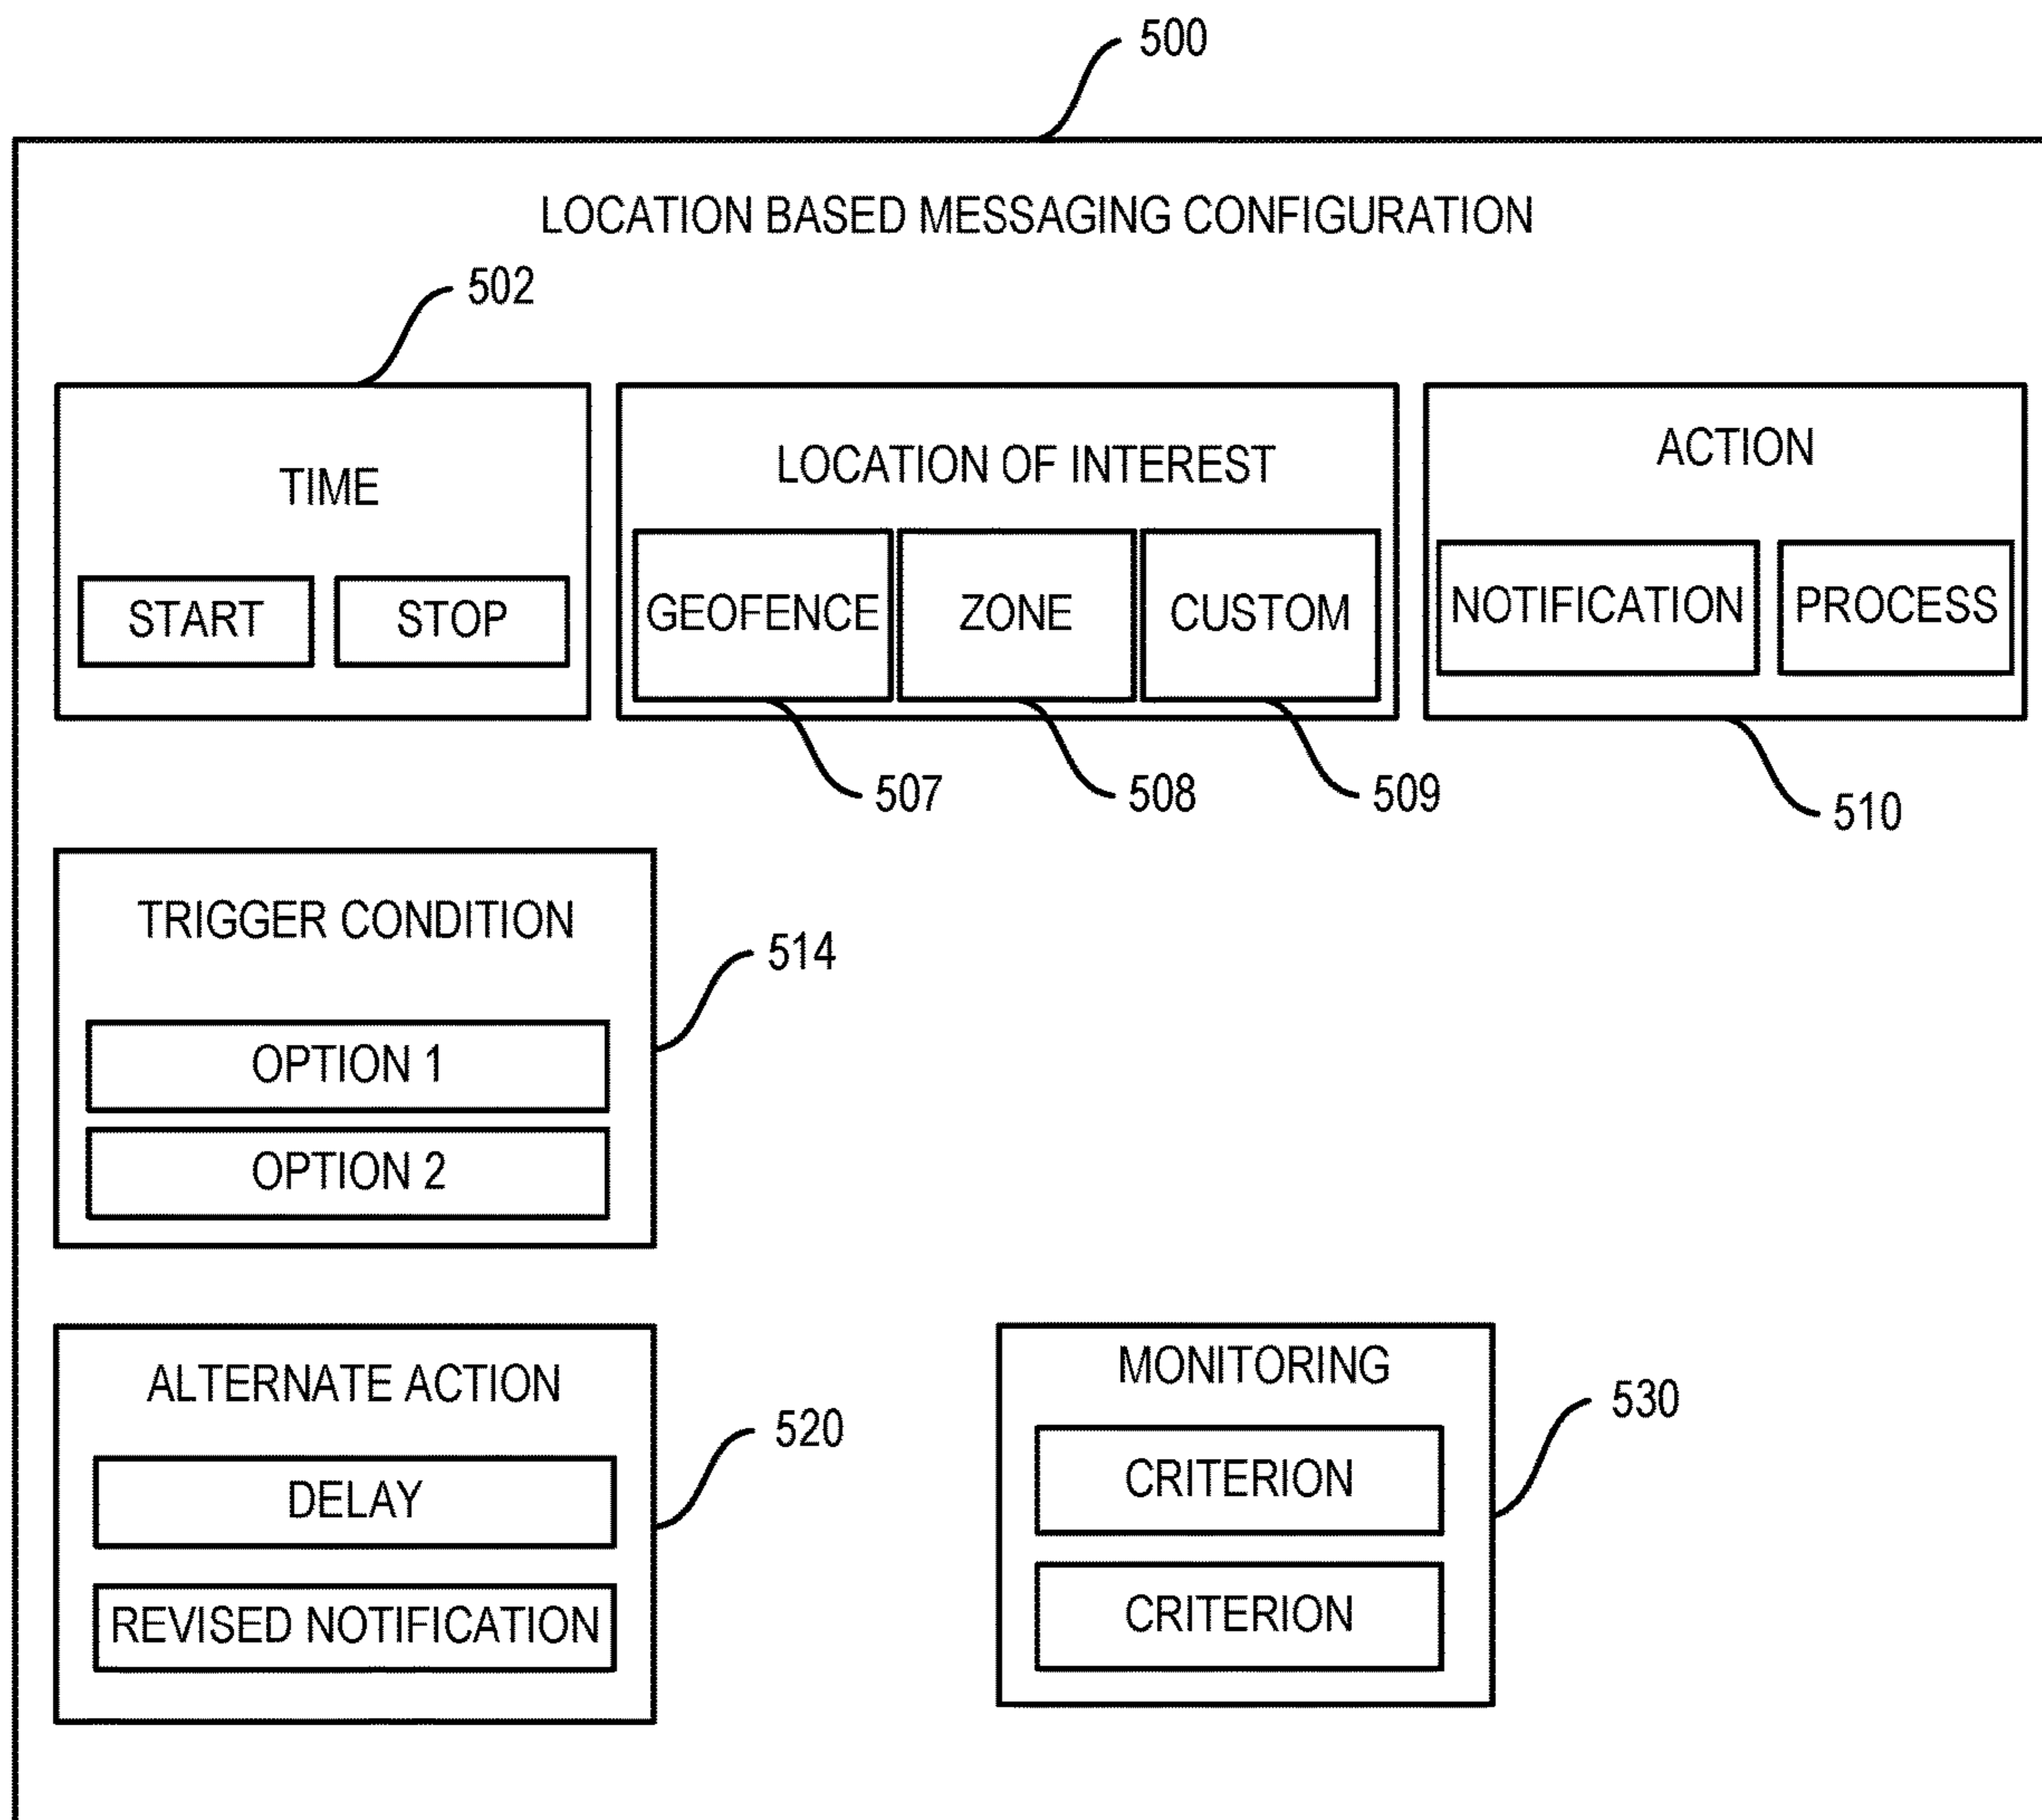 500
LOCATION BASED MESSAGING CONFIGURATION
502
TIME
START
STOP
LOCATION OF INTEREST
GEOFENCE
ZONE
CUSTOM
507
508
509
ACTION
NOTIFICATION
PROCESS
510
TRIGGER CONDITION
OPTION 1
OPTION 2
514
ALTERNATE ACTION
DELAY
REVISED NOTIFICATION
520
MONITORING
CRITERION
CRITERION
530